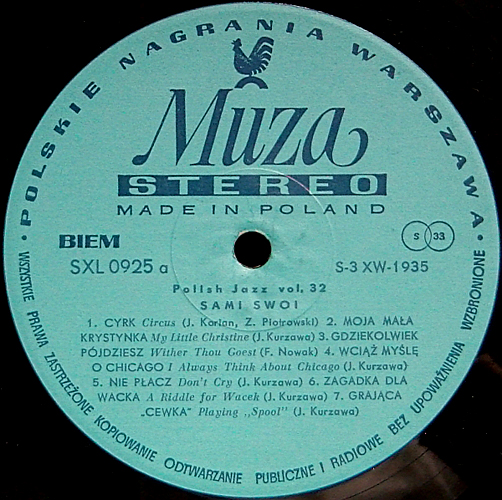 • POLSKIE NAGRANIA WARSZAWA •
Muza
STEREO
MADE IN POLAND
BIEM
S 33
SXL 0925 a
S-3 XW-1935
Polish Jazz vol. 32
SAMI SWOI
1. CYRK Circus (J. Karlan, Z. Piotrowski) 2. MOJA MAŁA
KRYSTYNKA My Little Christine (J. Kurzawa) 3. GDZIEKOLWIEK
PÓJDZIESZ Wither Thou Goest (F. Nowak) 4. WCIĄŻ MYŚLĘ
O CHICAGO I Always Think About Chicago (J. Kurzawa)
5. NIE PŁACZ Don't Cry (J. Kurzawa) 6. ZAGADKA DLA
WACKA A Riddle for Wacek (J. Kurzawa) 7. GRAJĄCA
„CEWKA" Playing „Spool" (J. Kurzawa)
WSZYSTKIE PRAWA ZASTRZEŻONE KOPIOWANIE ODTWARZANIE PUBLICZNE I RADIOWE BEZ UPOWAŻNIENIA WZBRONIONE